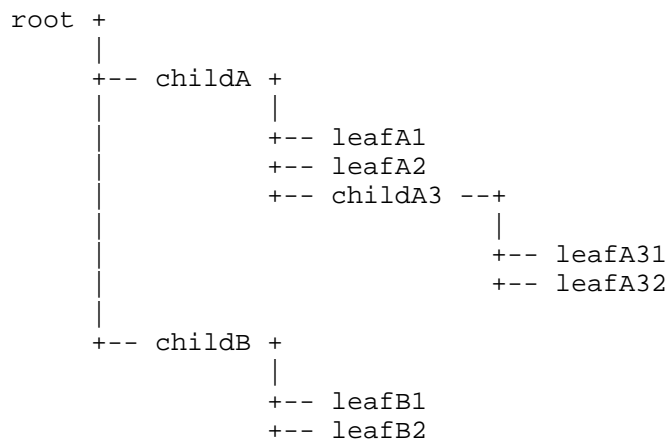 root +
|
+-- childA +
| |
| +-- leafA1
| +-- leafA2
| +-- childA3 --+
| |
| +-- leafA31
| +-- leafA32
|
+-- childB +
|
+-- leafB1
+-- leafB2